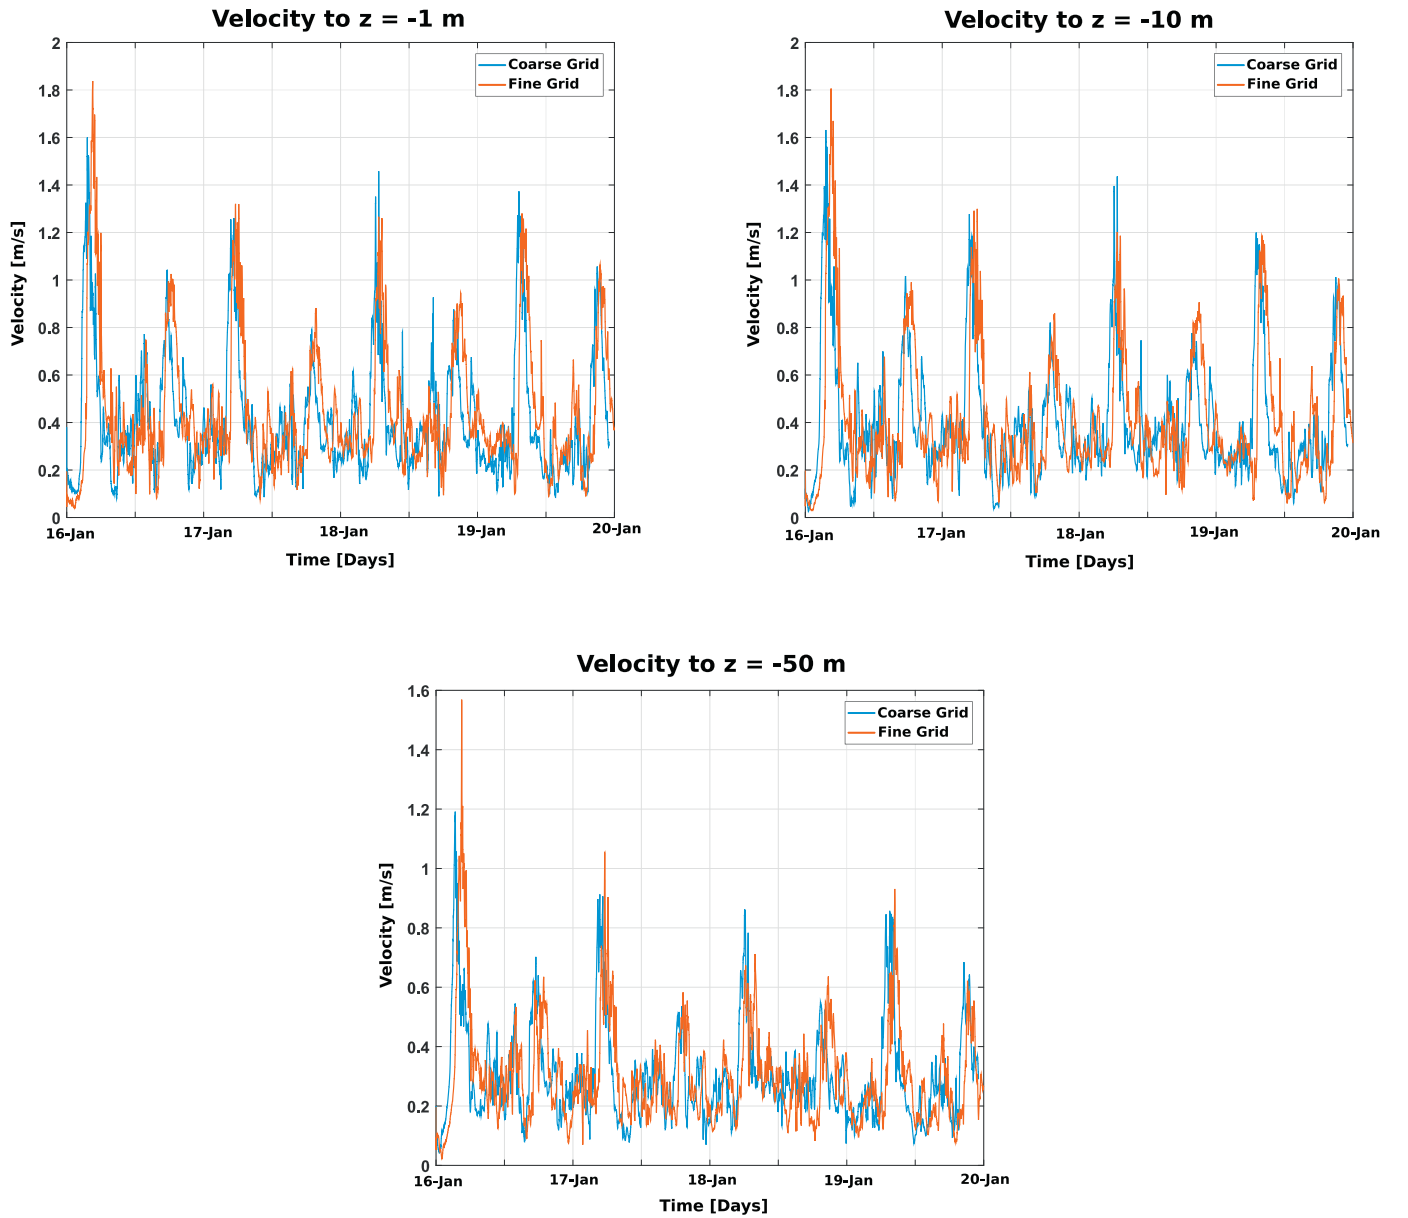 Velocity to z = -1 m
2
1.8
1.6
1.4
1.2
1
0.8
0.6
0.4
0.2
0
Velocity [m/s]
Coarse Grid
Fine Grid
16-Jan 17-Jan 18-Jan 19-Jan 20-Jan
Time [Days]
Velocity to z = -10 m
2
1.8
1.6
1.4
1.2
1
0.8
0.6
0.4
0.2
0
Velocity [m/s]
Coarse Grid
Fine Grid
16-Jan 17-Jan 18-Jan 19-Jan 20-Jan
Time [Days]
Velocity to z = -50 m
1.6
1.4
1.2
1
0.8
0.6
0.4
0.2
0
Velocity [m/s]
Coarse Grid
Fine Grid
16-Jan 17-Jan 18-Jan 19-Jan 20-Jan
Time [Days]